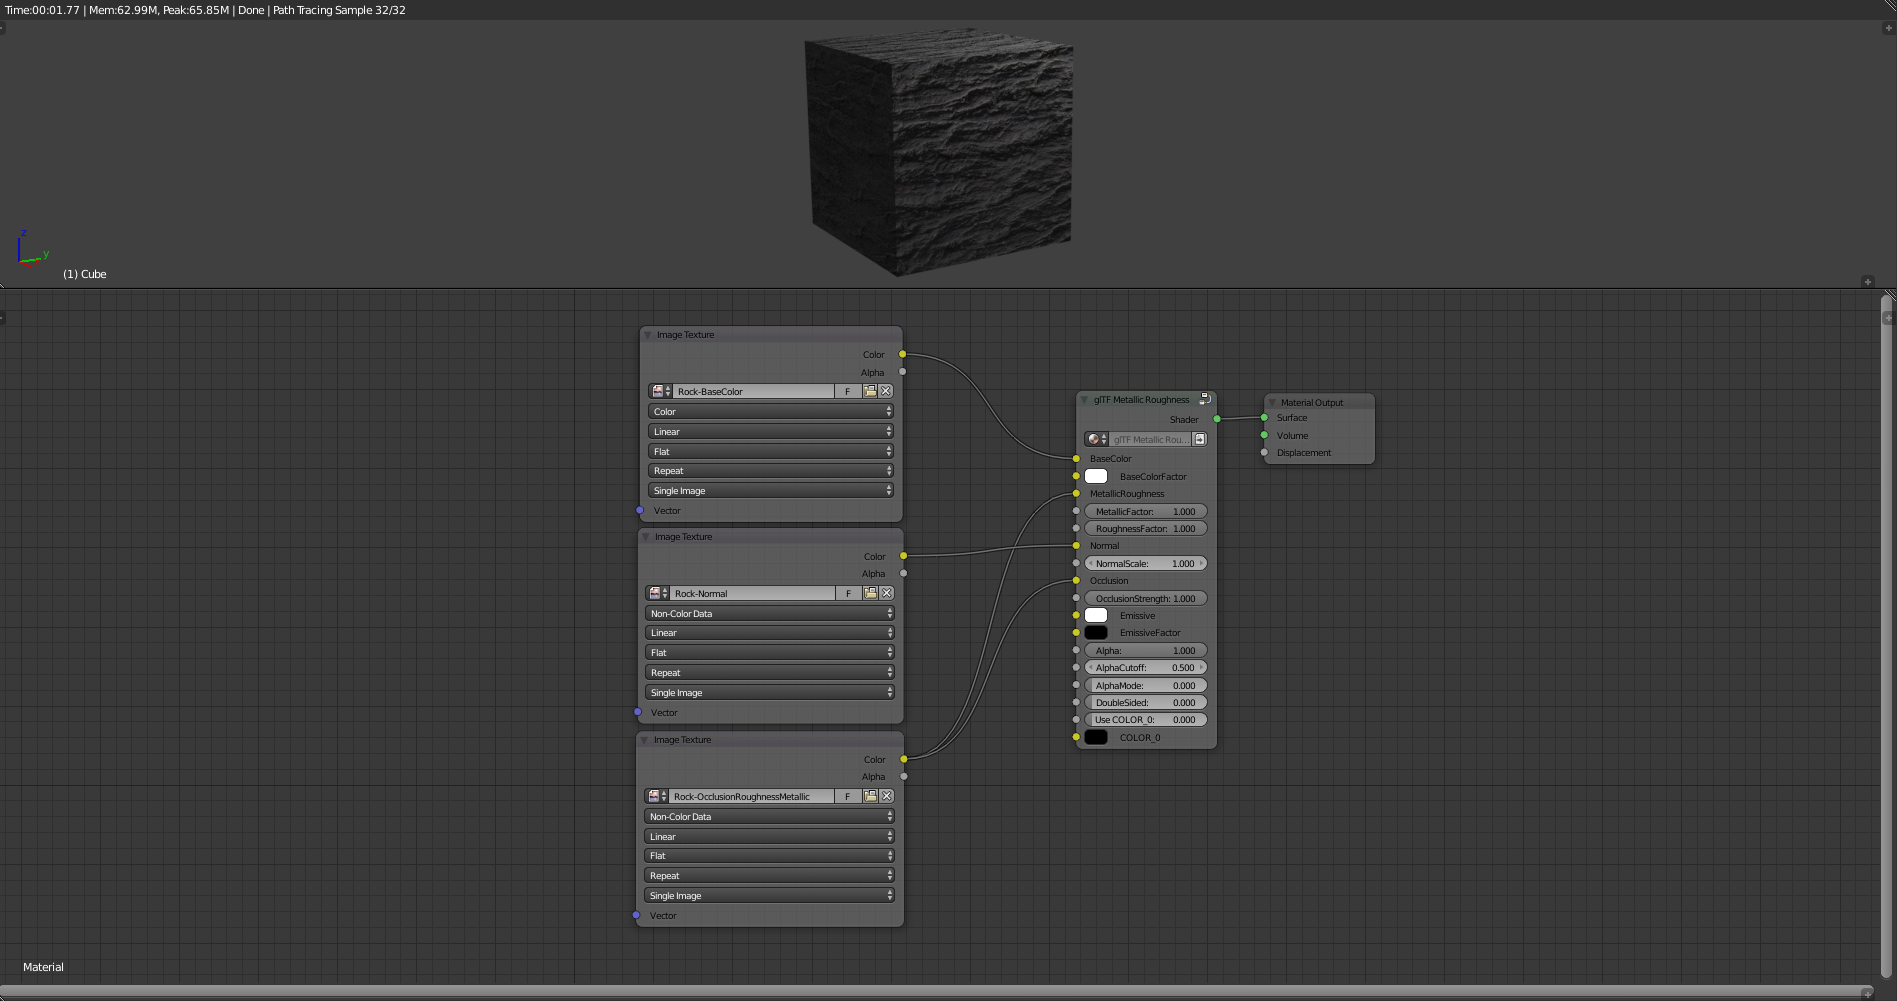 Time:00:01.77 | Mem:62.99M, Peak:65.85M | Done | Path Tracing Sample 32/32
z
y
(1) Cube
Image Texture
Color
Alpha
Rock-BaseColor F
Color
Linear
Flat
Repeat
Single Image
Vector
Image Texture
Color
Alpha
Rock-Normal F
Non-Color Data
Linear
Flat
Repeat
Single Image
Vector
Image Texture
Color
Alpha
Rock-OcclusionRoughnessMetallic F
Non-Color Data
Linear
Flat
Repeat
Single Image
Vector
glTF Metallic Roughness
Shader
glTF Metallic Rou...
BaseColor
BaseColorFactor
MetallicRoughness
MetallicFactor: 1.000
RoughnessFactor: 1.000
Normal
NormalScale: 1.000
Occlusion
OcclusionStrength: 1.000
Emissive
EmissiveFactor
Alpha: 1.000
AlphaCutoff: 0.500
AlphaMode: 0.000
DoubleSided: 0.000
Use COLOR_0: 0.000
COLOR_0
Material Output
Surface
Volume
Displacement
Material